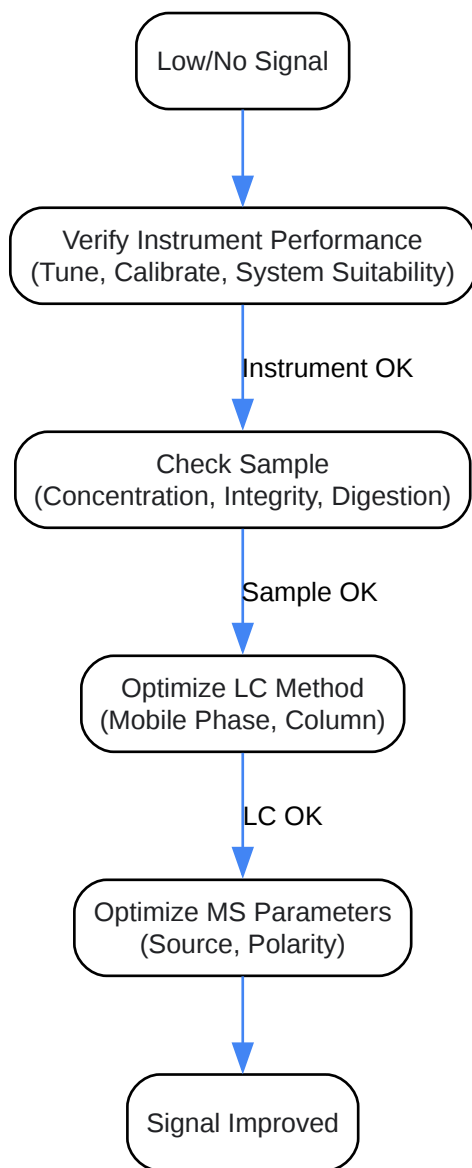 Low/No Signal
Verify Instrument Performance
(Tune, Calibrate, System Suitability)
Instrument OK
Check Sample
(Concentration, Integrity, Digestion)
Sample OK
Optimize LC Method
(Mobile Phase, Column)
LC OK
Optimize MS Parameters
(Source, Polarity)
Signal Improved